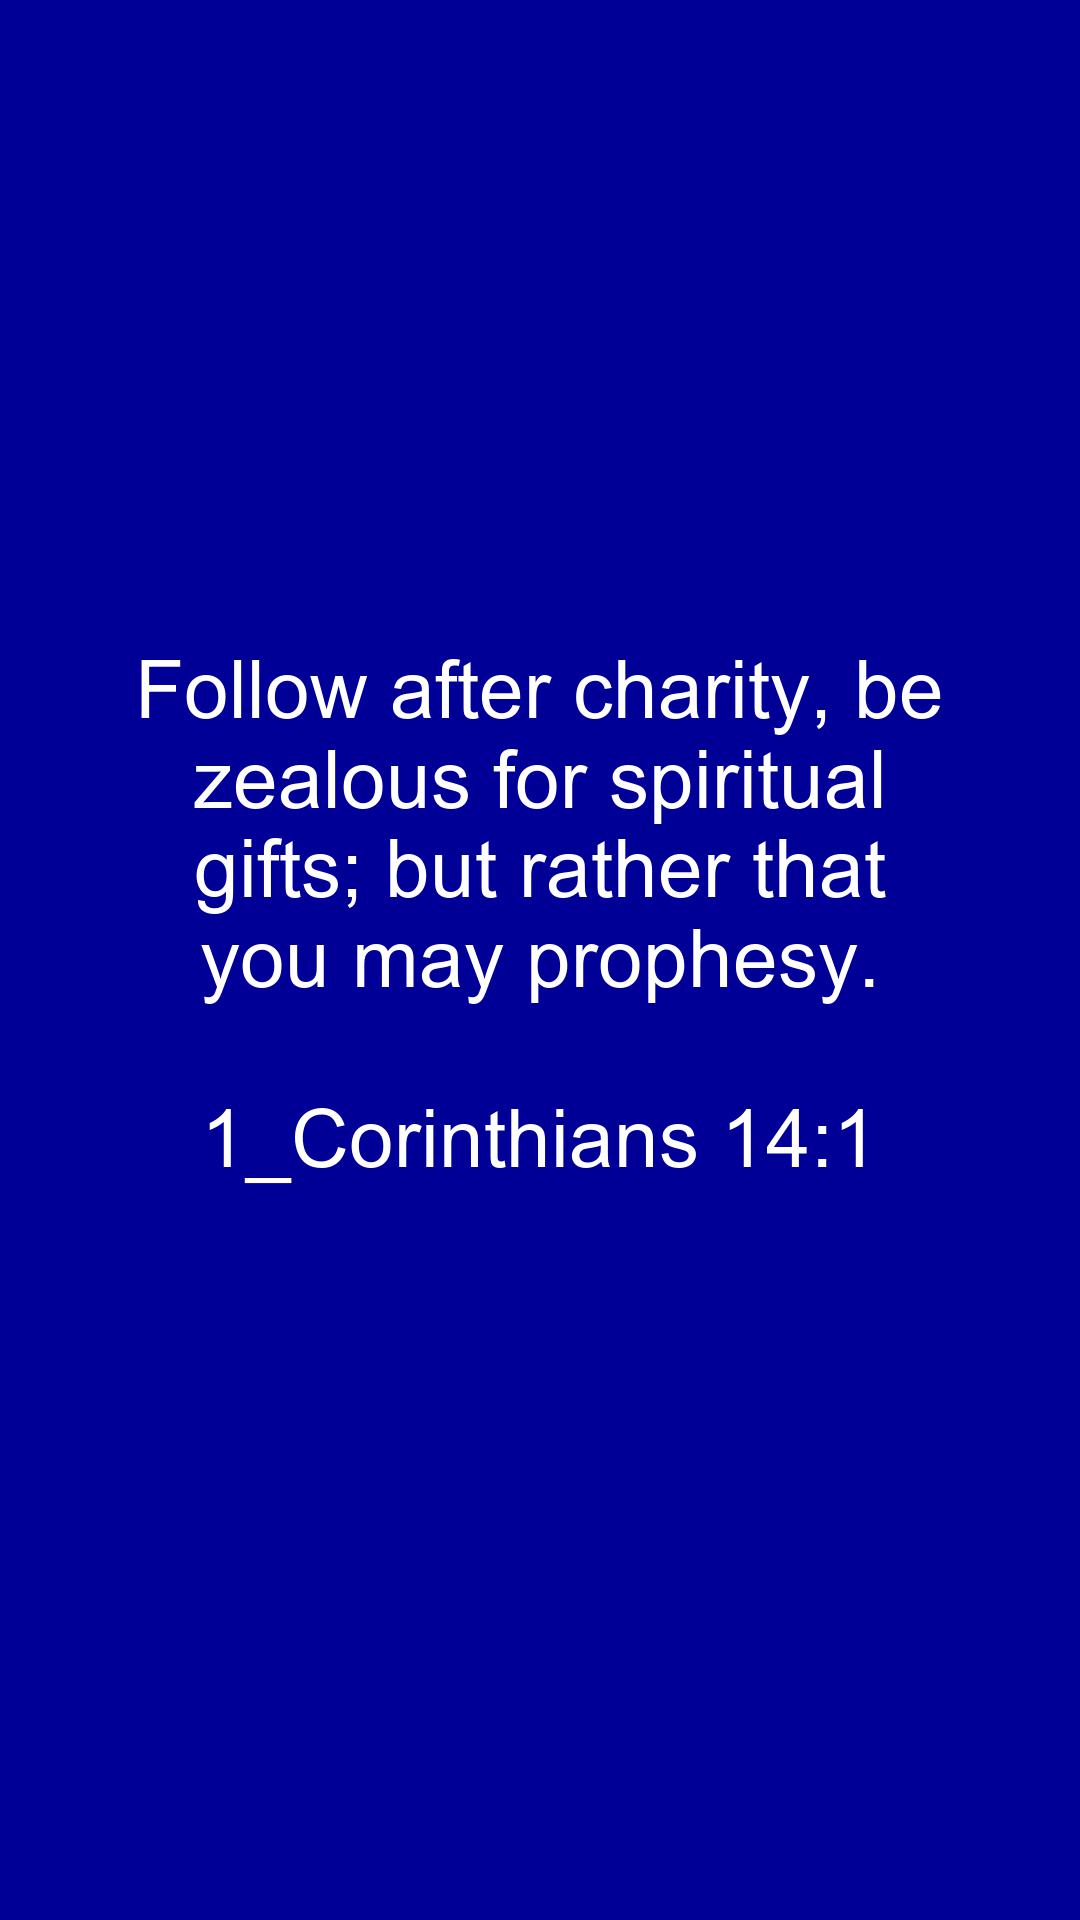 Follow after charity, be
zealous for spiritual
gifts; but rather that
you may prophesy.
1_Corinthians 14:1